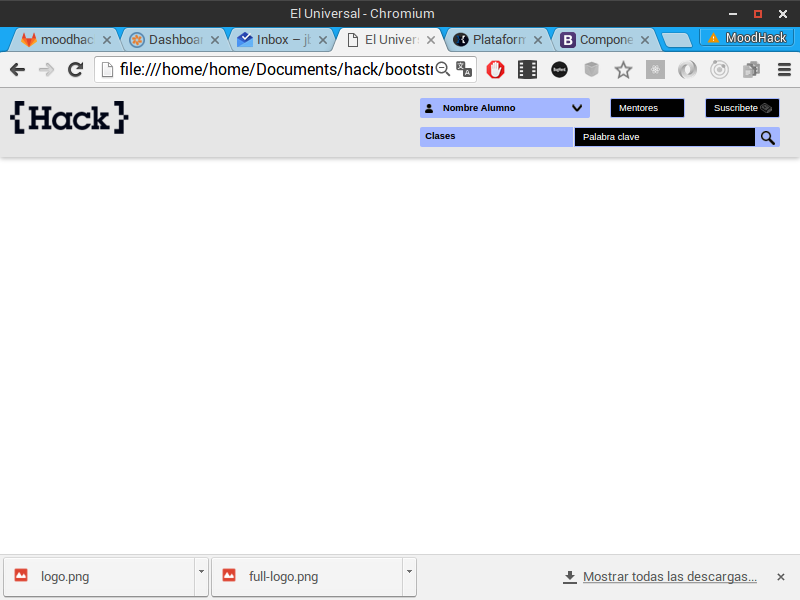 El Universal - Chromium
moodhac
Dashboar
Inbox – jb
El Univer
Plataform
B Compone
MoodHack
file:///home/home/Documents/hack/bootstr
{Hack}
Nombre Alumno
Mentores
Suscribete
Clases
Palabra clave
logo.png
full-logo.png
Mostrar todas las descargas...